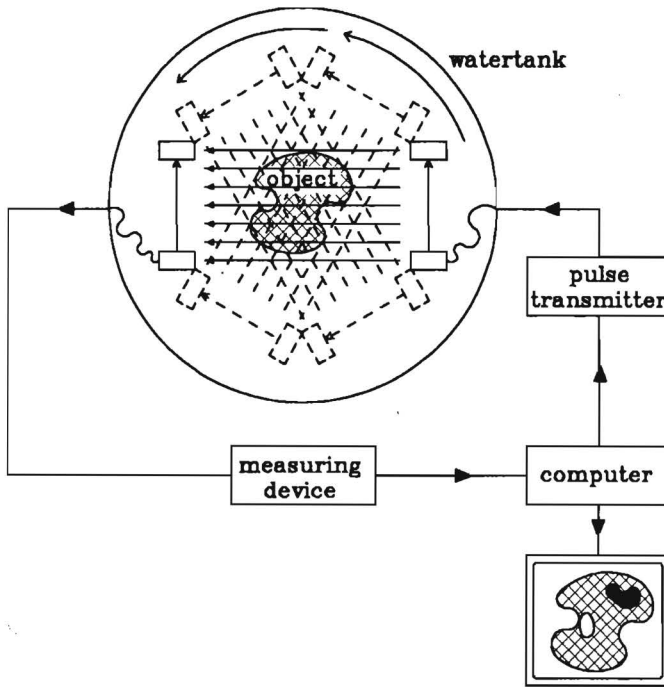 watertank
object
pulse
transmitter
measuring
device
computer